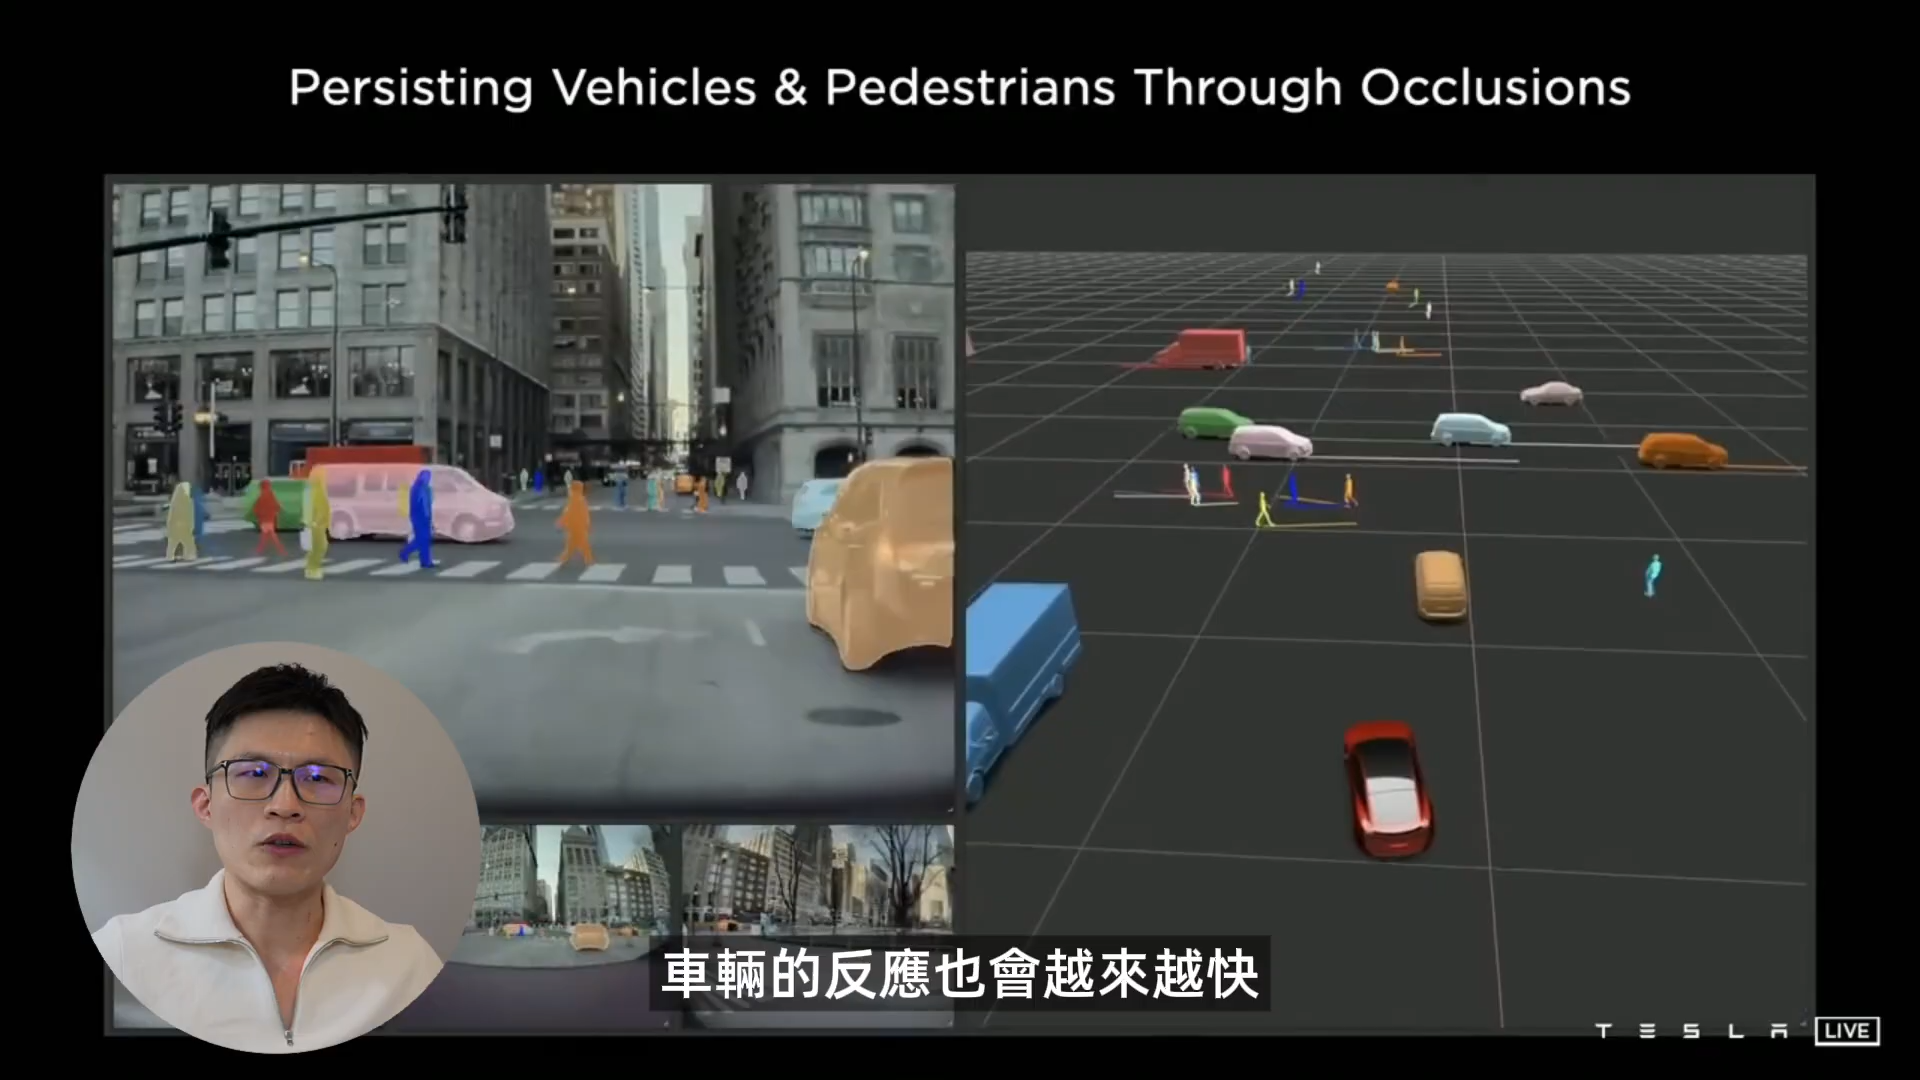 Persisting Vehicles & Pedestrians Through Occlusions
車輛的反應也會越來越快
TESLA LIVE